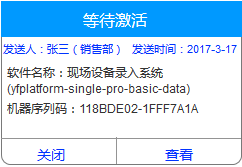 等待激活
发送人：张三（销售部） 发送时间：2017-3-17
软件名称：现场设备录入系统
(yfplatform-single-pro-basic-data)
机器序列码：118BDE02-1FFF7A1A
关闭 查看